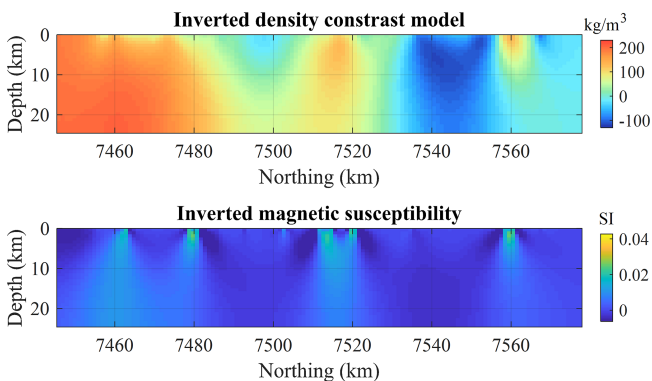 Inverted density constrast model
kg/m³
0
10
20
Depth (km)
200
100
0
-100
7460 7480 7500 7520 7540 7560
Northing (km)
Inverted magnetic susceptibility
SI
0
10
20
Depth (km)
0.04
0.02
0
7460 7480 7500 7520 7540 7560
Northing (km)